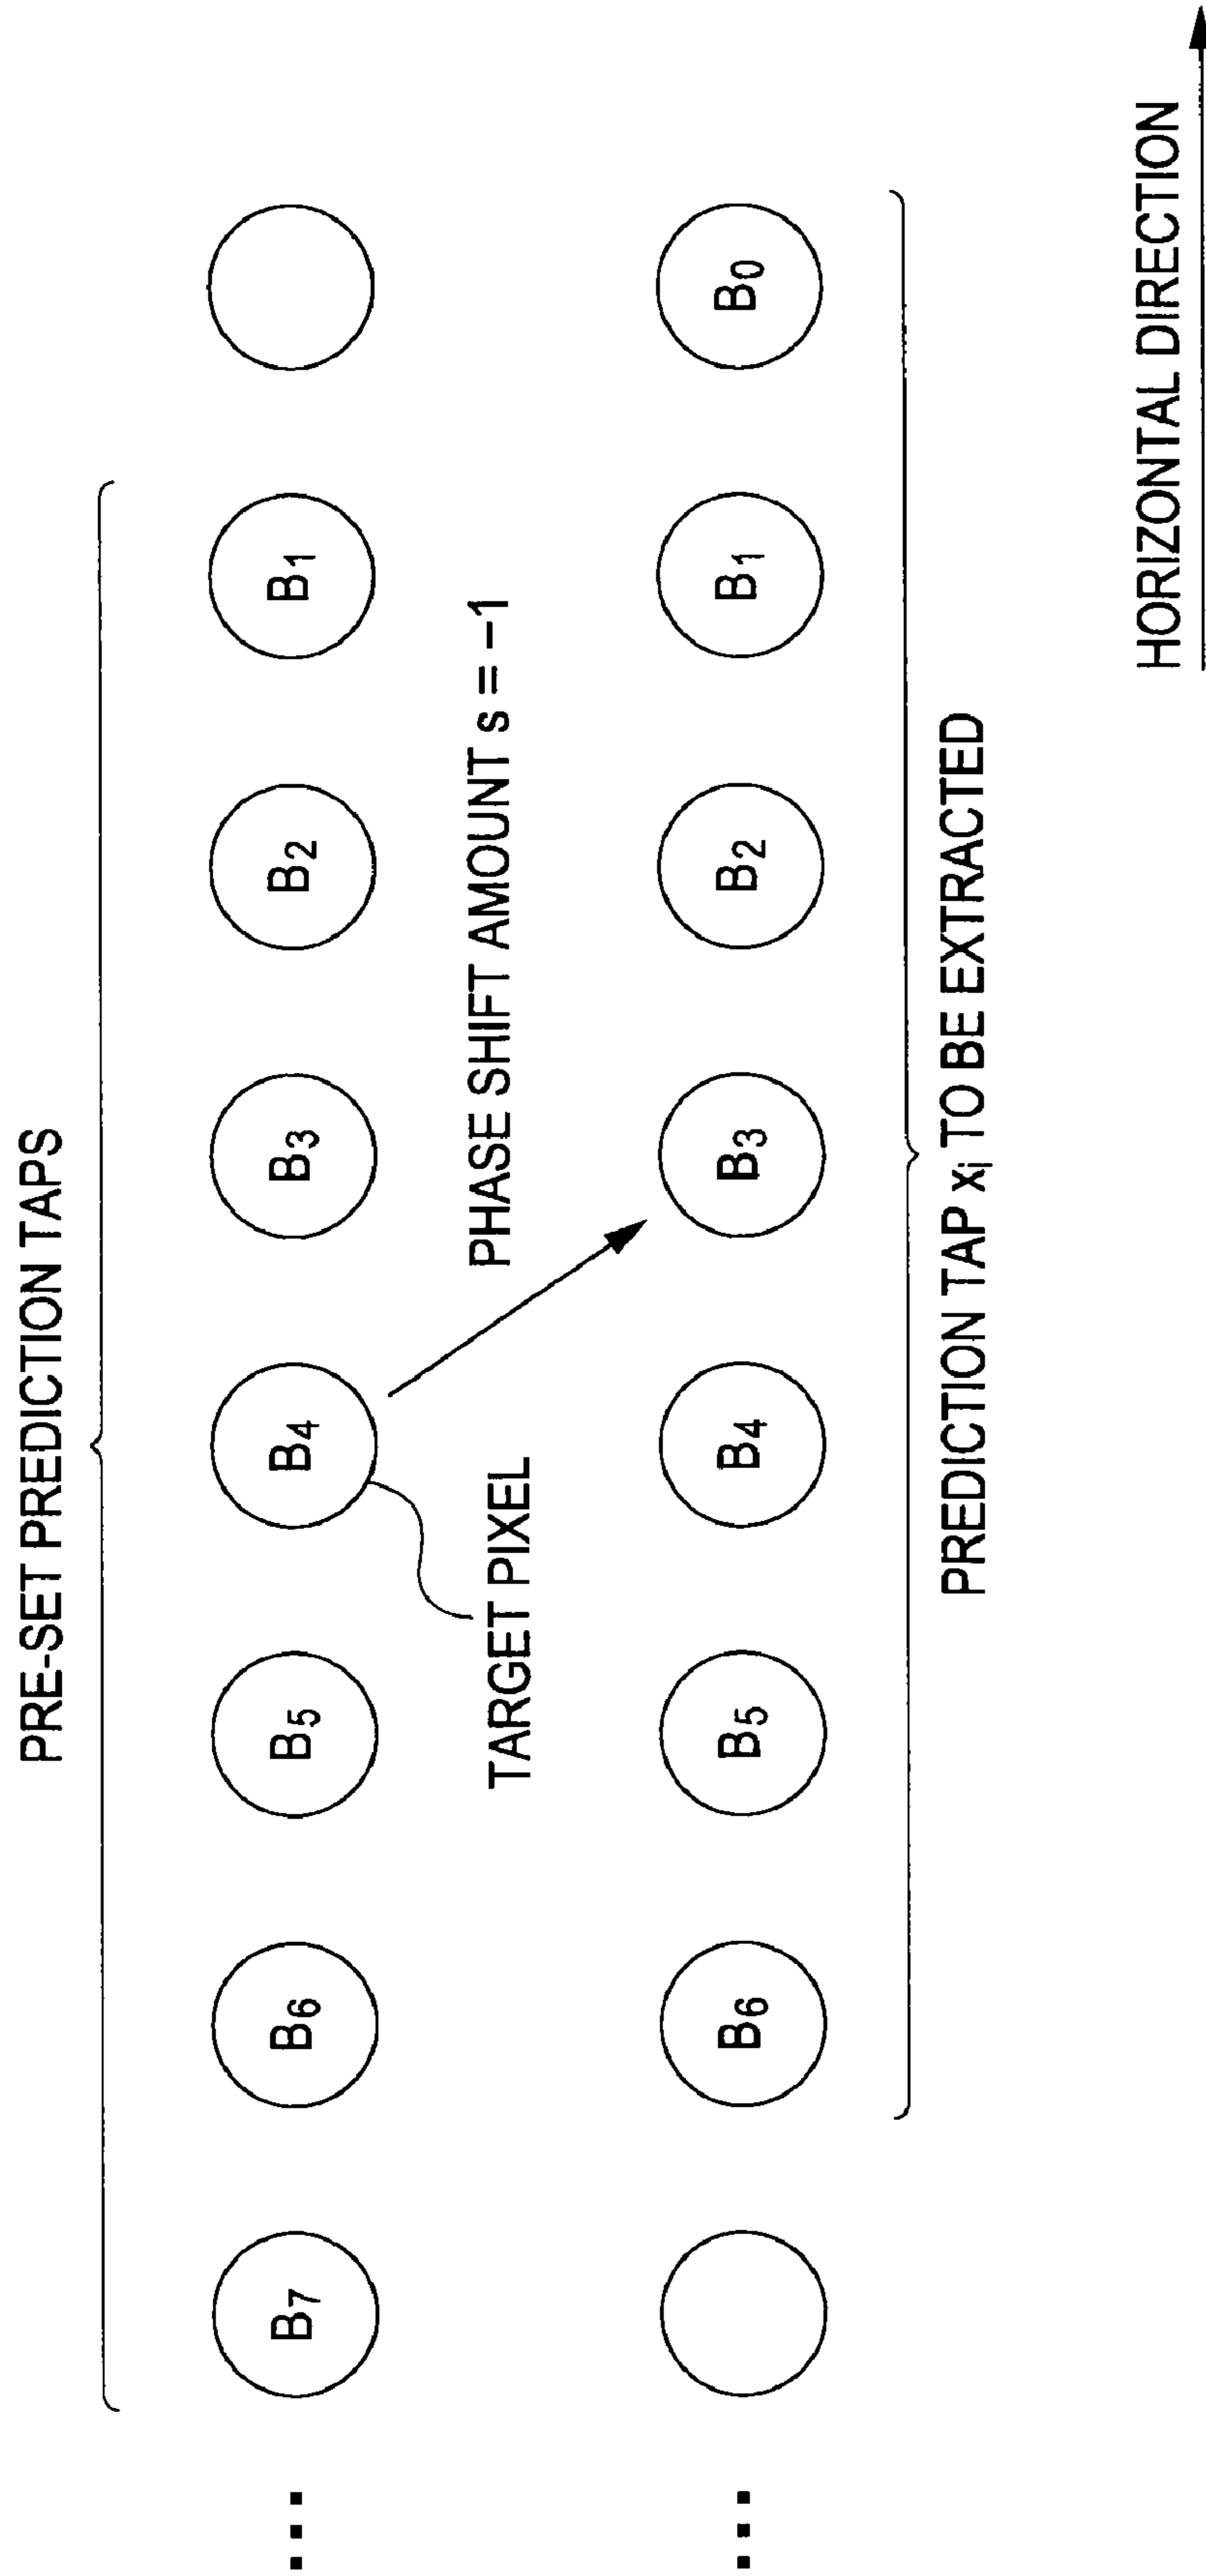 PRE-SET PREDICTION TAPS
... B7 B6 B5 B4 B3 B2 B1
TARGET PIXEL
PHASE SHIFT AMOUNT s = −1
... B6 B5 B4 B3 B2 B1 B0
PREDICTION TAP xi TO BE EXTRACTED
HORIZONTAL DIRECTION